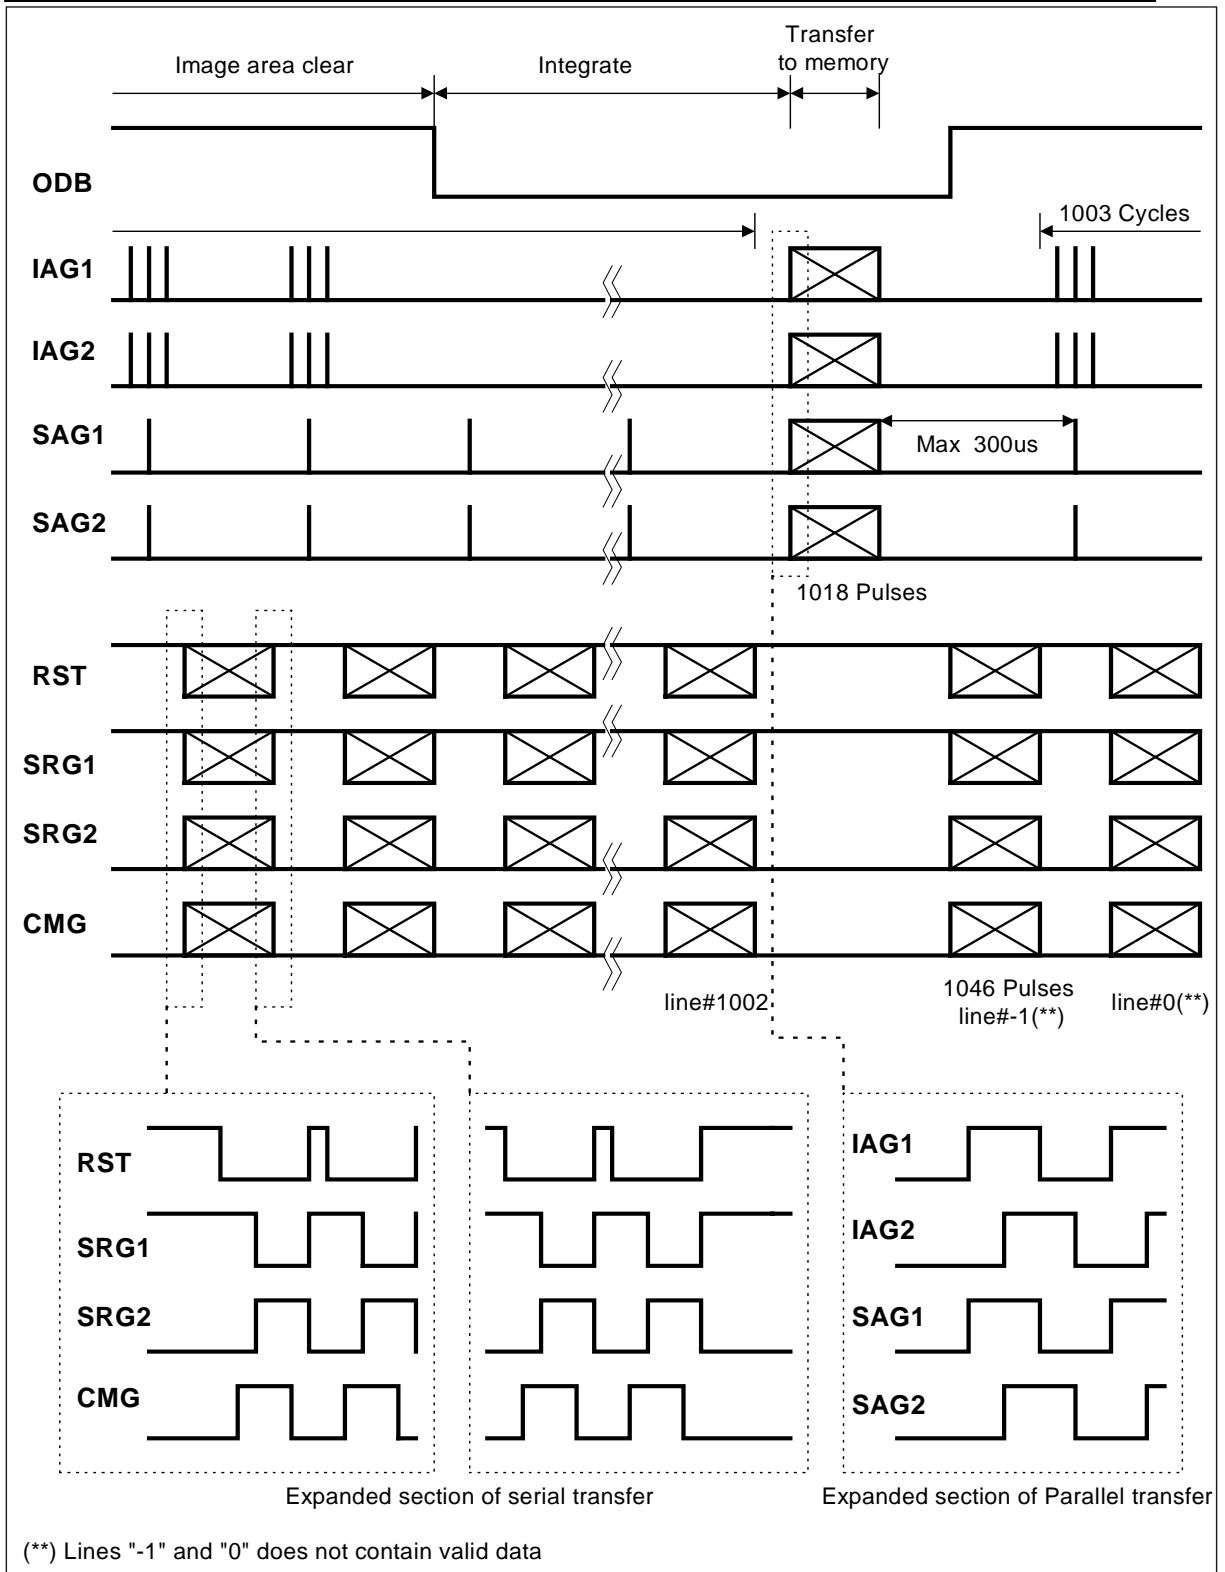 Transfer
to memory
Image area clear
Integrate
ODB
1003 Cycles
IAG1
IAG2
SAG1
Max 300us
SAG2
1018 Pulses
RST
SRG1
SRG2
CMG
line#1002
1046 Pulses
line#-1(**)
line#0(**)
RST
SRG1
SRG2
CMG
IAG1
IAG2
SAG1
SAG2
Expanded section of serial transfer
Expanded section of Parallel transfer
(**) Lines "-1" and "0" does not contain valid data